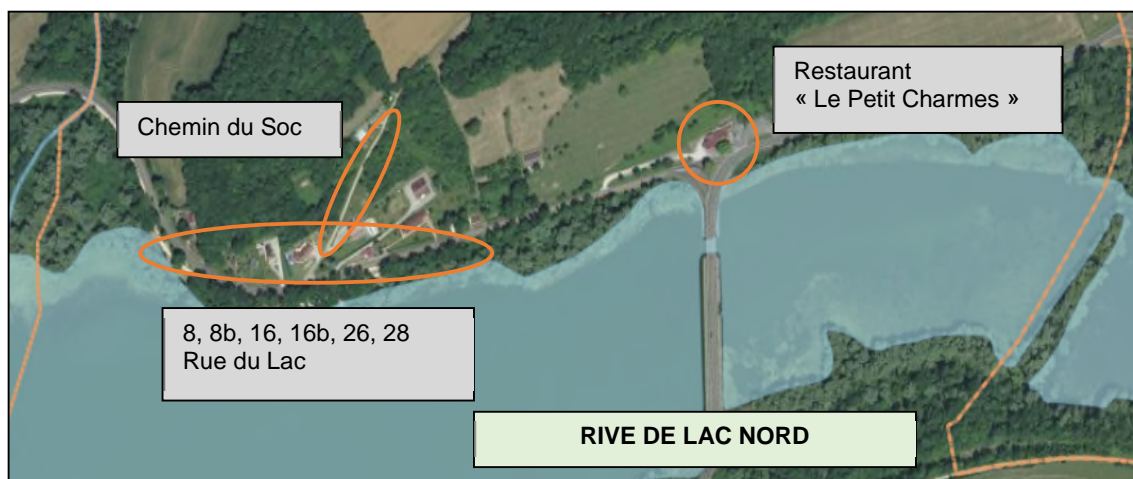 Restaurant
« Le Petit Charmes »
Chemin du Soc
8, 8b, 16, 16b, 26, 28
Rue du Lac
RIVE DE LAC NORD